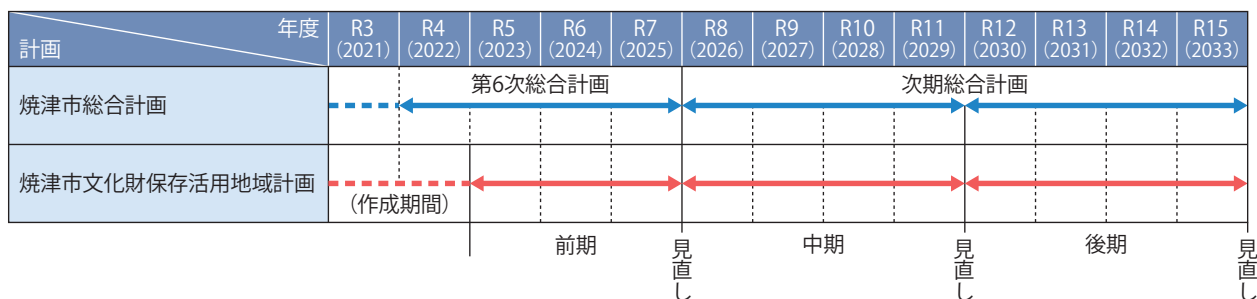 年度
計画
R3 (2021)
R4 (2022)
R5 (2023)
R6 (2024)
R7 (2025)
R8 (2026)
R9 (2027)
R10 (2028)
R11 (2029)
R12 (2030)
R13 (2031)
R14 (2032)
R15 (2033)
焼津市総合計画
第6次総合計画
次期総合計画
焼津市文化財保存活用地域計画
（作成期間）
前期
見直し
中期
見直し
後期
見直し